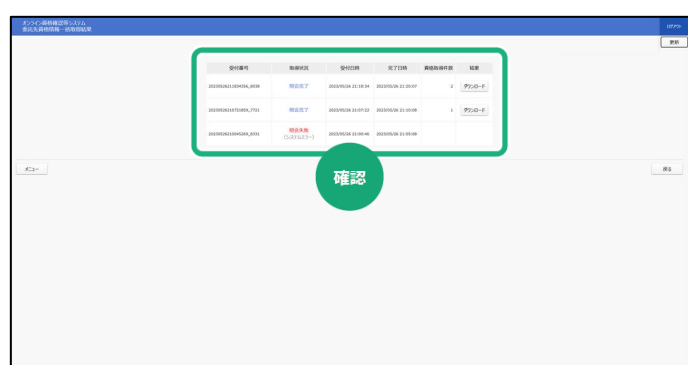 オンライン資格確認等システム
委託先資格情報一括取得結果
ログアウト
更新
受付番号 取得状況 受付日時 完了日時 資格取得件数 結果
照会完了 2023/05/26 21:18:34 2023/05/26 21:20:07 2 ダウンロード
照会完了 2023/05/26 21:07:22 2023/05/26 21:10:08 1 ダウンロード
照会失敗 2023/05/26 21:00:46 2023/05/26 21:05:08
(システムエラー)
確認
メニュー
戻る